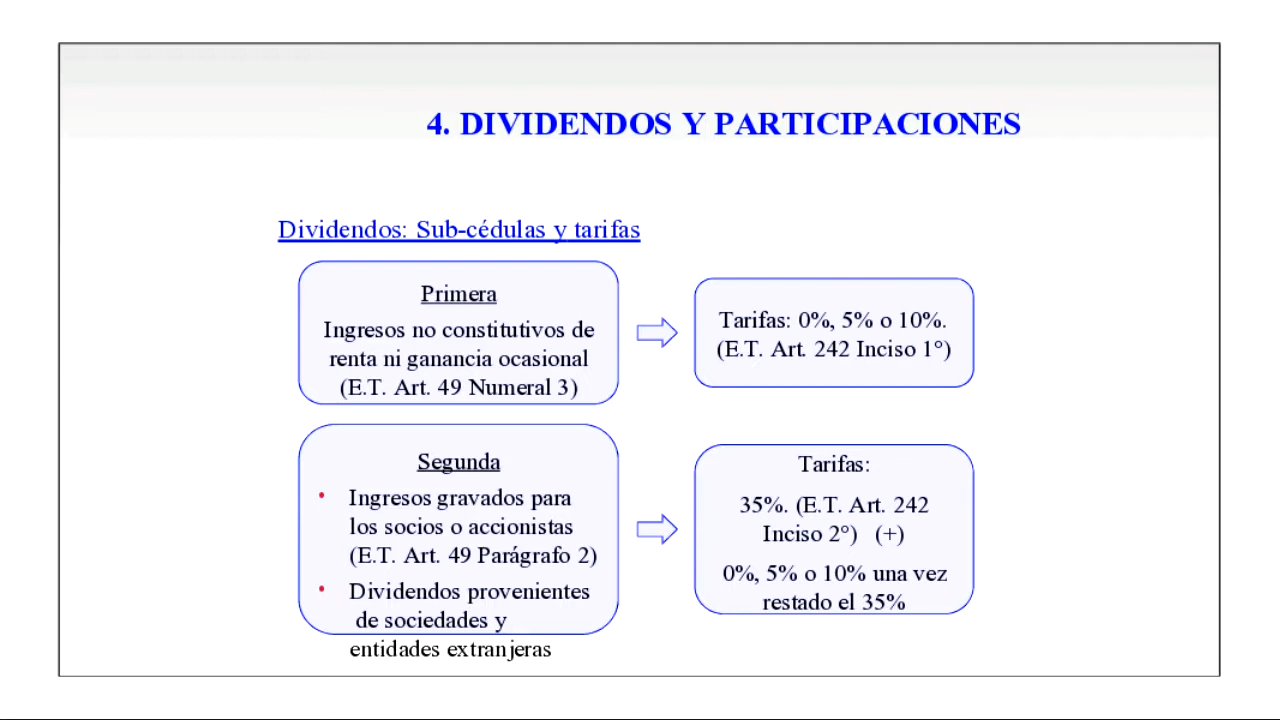 4. DIVIDENDOS Y PARTICIPACIONES
Dividendos: Sub-cédulas y tarifas
Primera
Ingresos no constitutivos de
renta ni ganancia ocasional
(E.T. Art. 49 Numeral 3)
Tarifas: 0%, 5% o 10%.
(E.T. Art. 242 Inciso 1°)
Segunda
• Ingresos gravados para
los socios o accionistas
(E.T. Art. 49 Parágrafo 2)
• Dividendos provenientes
de sociedades y
entidades extranjeras
Tarifas:
35%. (E.T. Art. 242
Inciso 2°) (+)
0%, 5% o 10% una vez
restado el 35%